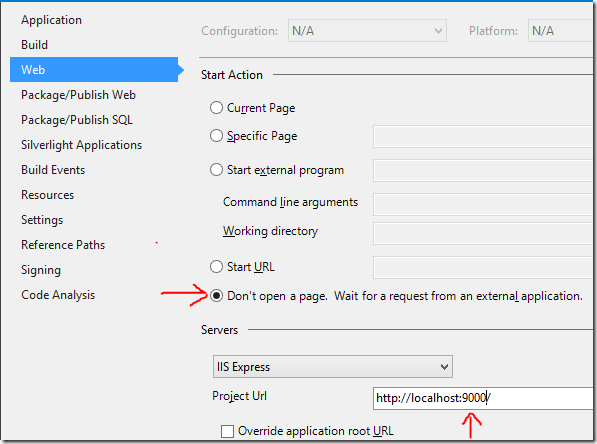 Application
Build
Web
Package/Publish Web
Package/Publish SQL
Silverlight Applications
Build Events
Resources
Settings
Reference Paths
Signing
Code Analysis
Configuration: N/A Platform: N/A
Start Action
Current Page
Specific Page
Start external program
Command line arguments
Working directory
Start URL
Don't open a page. Wait for a request from an external application.
Servers
IIS Express
Project Url http://localhost:9000/
Override application root URL